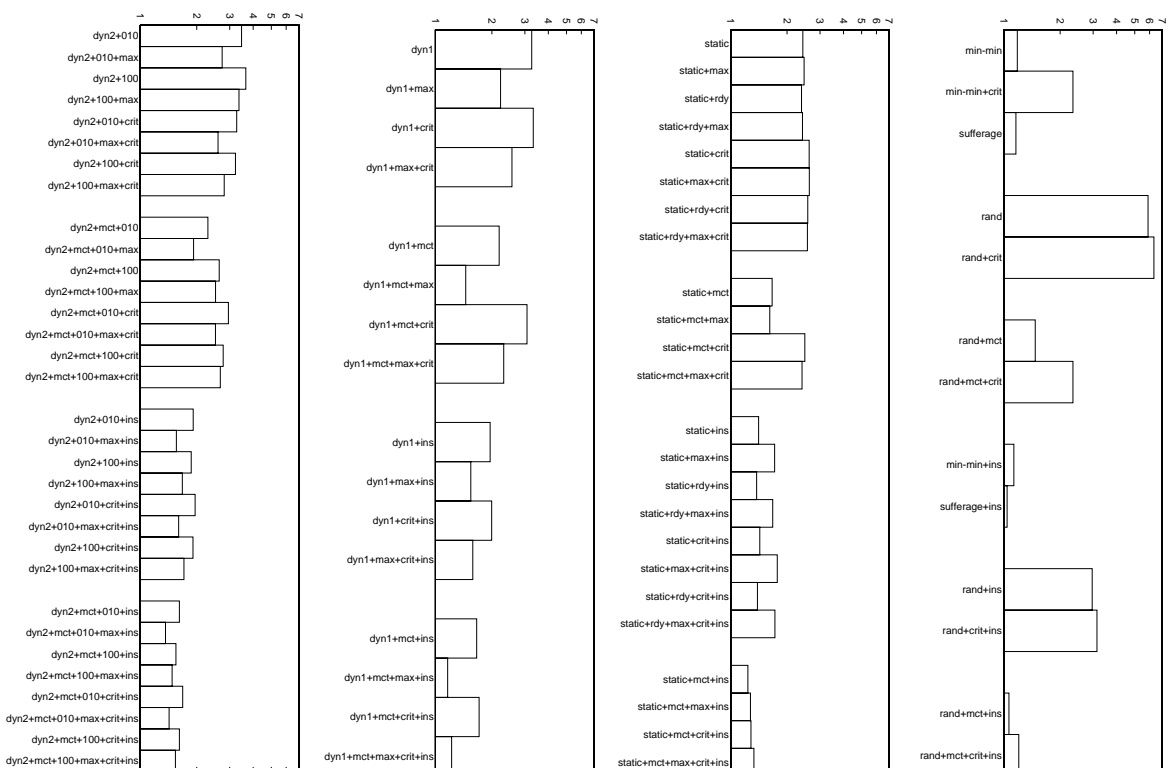 1 2 3 4 5 6 7
dyn2+010
dyn2+010+max
dyn2+100
dyn2+100+max
dyn2+010+crit
dyn2+010+max+crit
dyn2+100+crit
dyn2+100+max+crit
dyn2+mct+010
dyn2+mct+010+max
dyn2+mct+100
dyn2+mct+100+max
dyn2+mct+010+crit
dyn2+mct+010+max+crit
dyn2+mct+100+crit
dyn2+mct+100+max+crit
dyn2+010+ins
dyn2+010+max+ins
dyn2+100+ins
dyn2+100+max+ins
dyn2+010+crit+ins
dyn2+010+max+crit+ins
dyn2+100+crit+ins
dyn2+100+max+crit+ins
dyn2+mct+010+ins
dyn2+mct+010+max+ins
dyn2+mct+100+ins
dyn2+mct+100+max+ins
dyn2+mct+010+crit+ins
dyn2+mct+010+max+crit+ins
dyn2+mct+100+crit+ins
dyn2+mct+100+max+crit+ins
1 2 3 4 5 6 7
dyn1
dyn1+max
dyn1+crit
dyn1+max+crit
dyn1+mct
dyn1+mct+max
dyn1+mct+crit
dyn1+mct+max+crit
dyn1+ins
dyn1+max+ins
dyn1+crit+ins
dyn1+max+crit+ins
dyn1+mct+ins
dyn1+mct+max+ins
dyn1+mct+crit+ins
dyn1+mct+max+crit+ins
1 2 3 4 5 6 7
static
static+max
static+rdy
static+rdy+max
static+crit
static+max+crit
static+rdy+crit
static+rdy+max+crit
static+mct
static+mct+max
static+mct+crit
static+mct+max+crit
static+ins
static+max+ins
static+rdy+ins
static+rdy+max+ins
static+crit+ins
static+max+crit+ins
static+rdy+crit+ins
static+rdy+max+crit+ins
static+mct+ins
static+mct+max+ins
static+mct+crit+ins
static+mct+max+crit+ins
1 2 3 4 5 6 7
min-min
min-min+crit
sufferage
rand
rand+crit
rand+mct
rand+mct+crit
min-min+ins
sufferage+ins
rand+ins
rand+crit+ins
rand+mct+ins
rand+mct+crit+ins